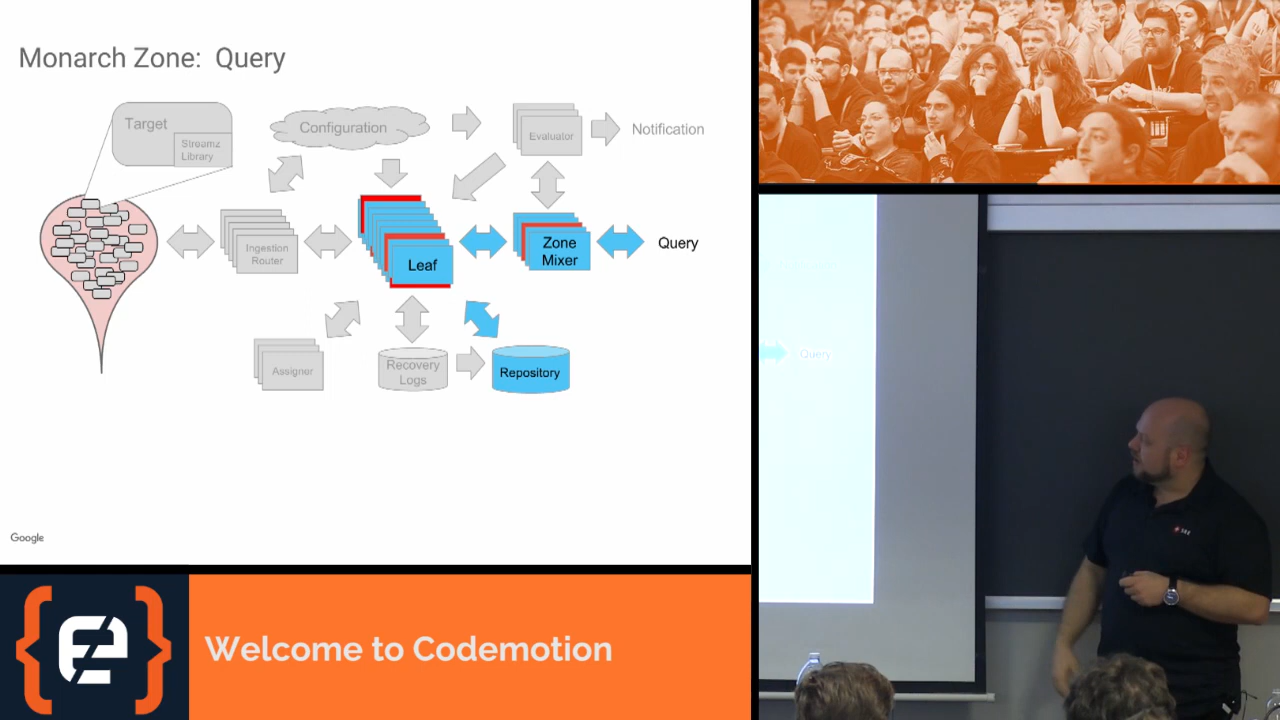 Monarch Zone: Query
Target
Streamz
Library
Configuration
Evaluator
Notification
Ingestion
Router
Leaf
Zone
Mixer
Query
Assigner
Recovery
Logs
Repository
Google
Welcome to Codemotion
Query